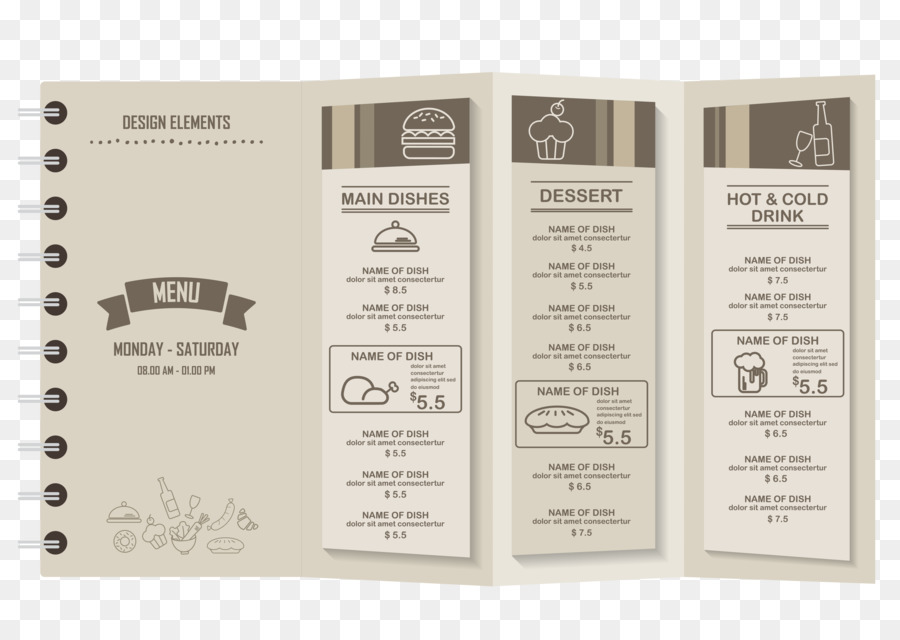 DESIGN ELEMENTS
MENU
MONDAY - SATURDAY
08.00 AM - 01.00 PM
MAIN DISHES
NAME OF DISH
dolor sit amet consectertur
$ 8.5
NAME OF DISH
dolor sit amet consectertur
$ 5.5
NAME OF DISH
dolor sit amet
consectertur
adipiscing elit sed
do eiusmod
$5.5
NAME OF DISH
dolor sit amet consectertur
$ 5.5
NAME OF DISH
dolor sit amet consectertur
$ 5.5
NAME OF DISH
dolor sit amet consectertur
$ 5.5
DESSERT
NAME OF DISH
dolor sit amet consectertur
$ 4.5
NAME OF DISH
dolor sit amet consectertur
$ 5.5
NAME OF DISH
dolor sit amet consectertur
$ 6.5
NAME OF DISH
dolor sit amet consectertur
$ 6.5
NAME OF DISH
dolor sit amet
consectertur
adipiscing elit sed
do eiusmod
$5.5
NAME OF DISH
dolor sit amet consectertur
$ 6.5
NAME OF DISH
dolor sit amet consectertur
$ 7.5
HOT & COLD
DRINK
NAME OF DISH
dolor sit amet consectertur
$ 7.5
NAME OF DISH
dolor sit amet consectertur
$ 7.5
NAME OF DISH
dolor sit amet
consectertur
adipiscing elit sed
do eiusmod
$5.5
NAME OF DISH
dolor sit amet consectertur
$ 6.5
NAME OF DISH
dolor sit amet consectertur
$ 6.5
NAME OF DISH
dolor sit amet consectertur
$ 7.5